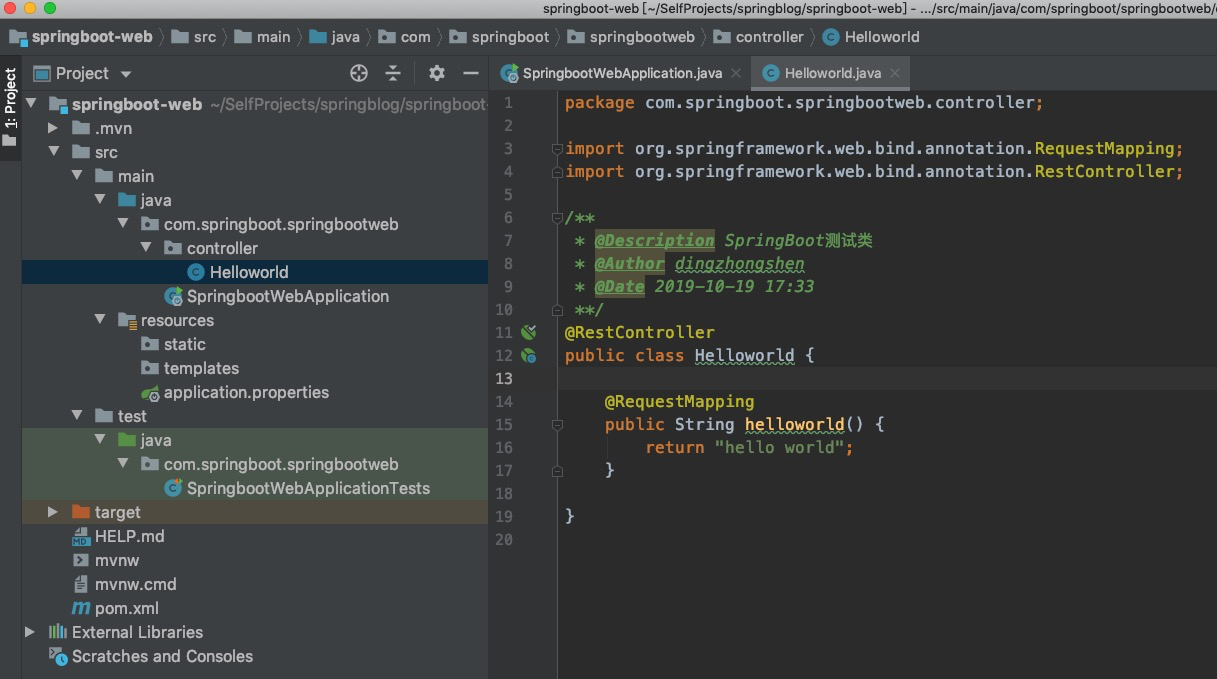 springboot-web [~/SelfProjects/springblog/springboot-web] - .../src/main/java/com/springboot/springbootweb/
springboot-web src main java com springboot springbootweb controller Helloworld
1: Project
Project
springboot-web ~/SelfProjects/springblog/springboot-
.mvn
src
main
java
com.springboot.springbootweb
controller
Helloworld
SpringbootWebApplication
resources
static
templates
application.properties
test
java
com.springboot.springbootweb
SpringbootWebApplicationTests
target
HELP.md
mvnw
mvnw.cmd
pom.xml
External Libraries
Scratches and Consoles
SpringbootWebApplication.java Helloworld.java
1 package com.springboot.springbootweb.controller;
2
3 import org.springframework.web.bind.annotation.RequestMapping;
4 import org.springframework.web.bind.annotation.RestController;
5
6 /**
7 * @Description SpringBoot测试类
8 * @Author dingzhongshen
9 * @Date 2019-10-19 17:33
10 **/
11 @RestController
12 public class Helloworld {
13
14 @RequestMapping
15 public String helloworld() {
16 return "hello world";
17 }
18
19 }
20